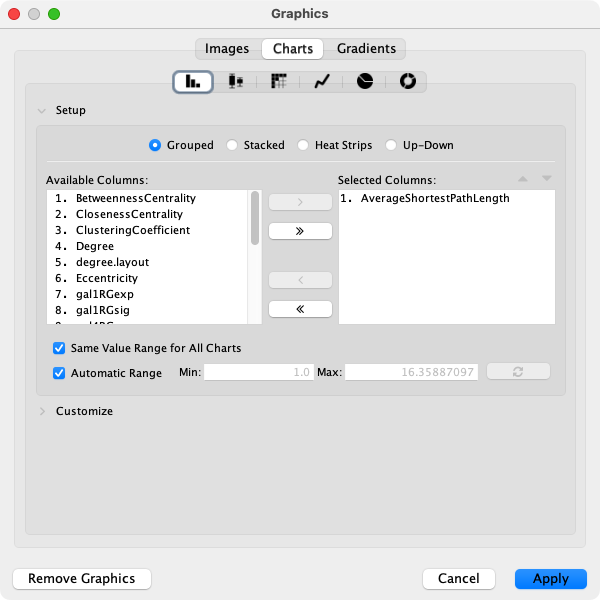 Graphics
Images Charts Gradients
Setup
Grouped Stacked Heat Strips Up-Down
Available Columns:
1. BetweennessCentrality
2. ClosenessCentrality
3. ClusteringCoefficient
4. Degree
5. degree.layout
6. Eccentricity
7. gal1RGexp
8. gal1RGsig
>
»
<
«
Selected Columns:
1. AverageShortestPathLength
Same Value Range for All Charts
Automatic Range Min: 1.0 Max: 16.35887097
Customize
Remove Graphics Cancel Apply